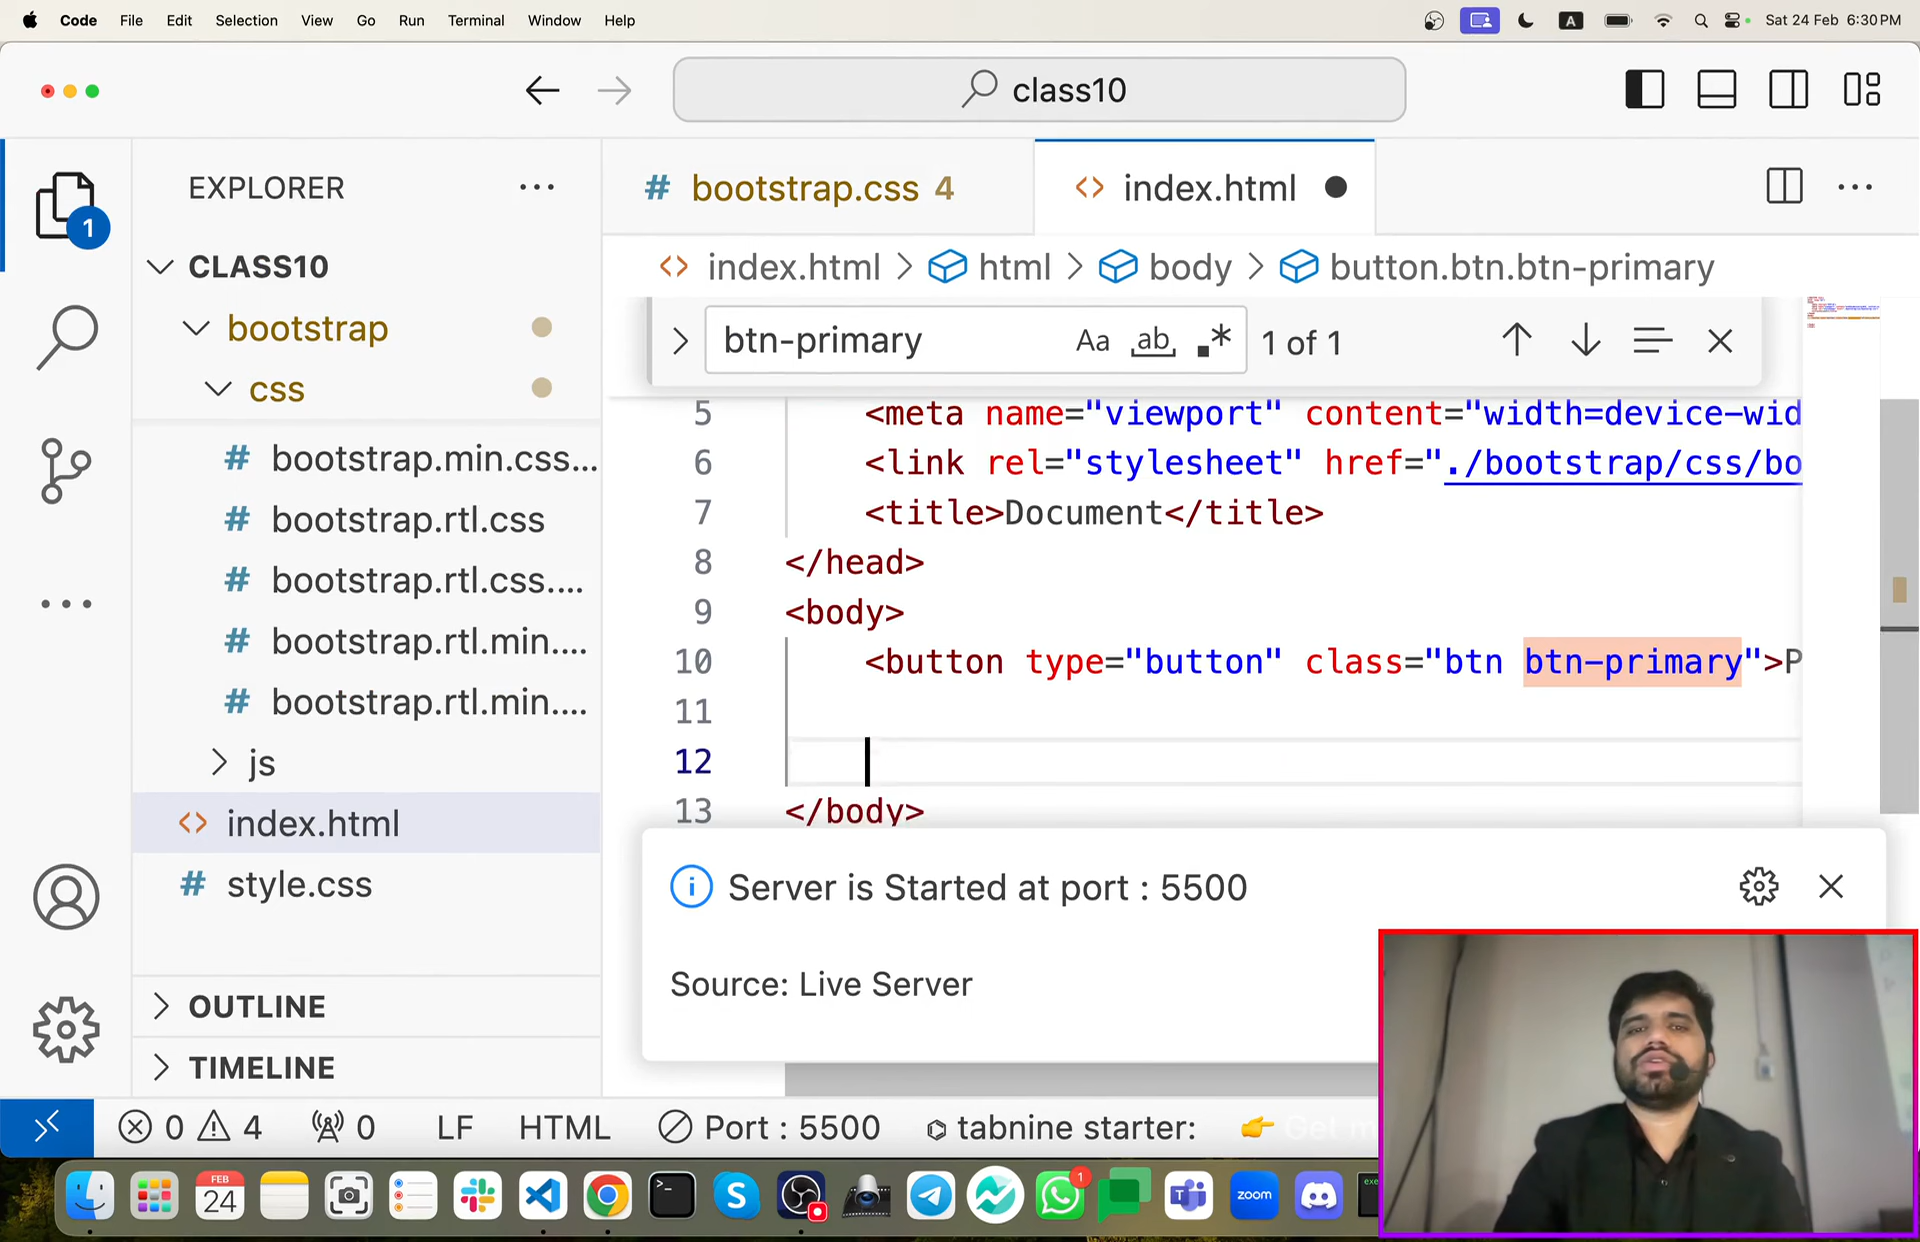 Code File Edit Selection View Go Run Terminal Window Help
A
Sat 24 Feb 6:30 PM
class10
1
EXPLORER
CLASS10
bootstrap
css
bootstrap.min.css...
bootstrap.rtl.css
bootstrap.rtl.css....
bootstrap.rtl.min....
bootstrap.rtl.min....
js
index.html
style.css
OUTLINE
TIMELINE
bootstrap.css 4
index.html
index.html > html > body > button.btn.btn-primary
btn-primary Aa ab 1 of 1
5 <meta name="viewport" content="width=device-wid
6 <link rel="stylesheet" href="./bootstrap/css/bo
7 <title>Document</title>
8 </head>
9 <body>
10 <button type="button" class="btn btn-primary">P
11
12
13 </body>
Server is Started at port : 5500
Source: Live Server
0 4 0 LF HTML Port : 5500 tabnine starter: Get m
FEB
24
S
1
zoom
exe